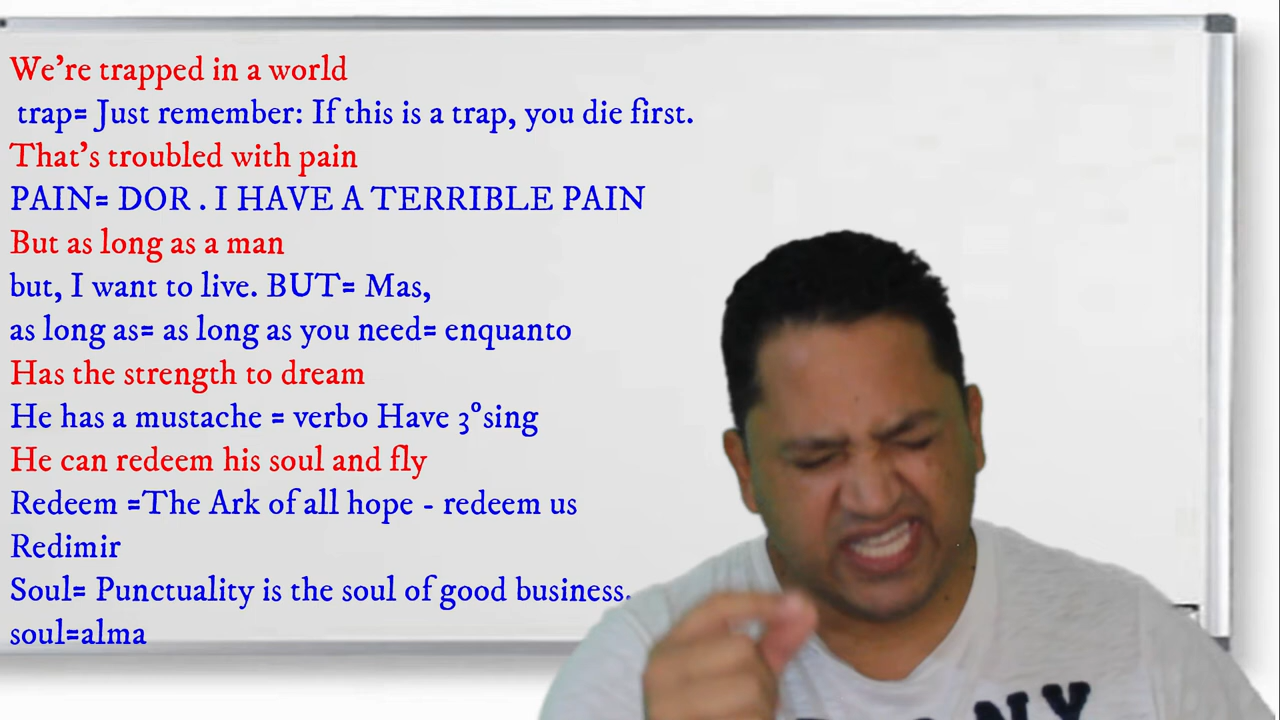 We're trapped in a world
trap= Just remember: If this is a trap, you die first.
That's troubled with pain
PAIN= DOR . I HAVE A TERRIBLE PAIN
But as long as a man
but, I want to live. BUT= Mas,
as long as= as long as you need= enquanto
Has the strength to dream
He has a mustache = verbo Have 3°sing
He can redeem his soul and fly
Redeem =The Ark of all hope - redeem us
Redimir
Soul= Punctuality is the soul of good business.
soul=alma